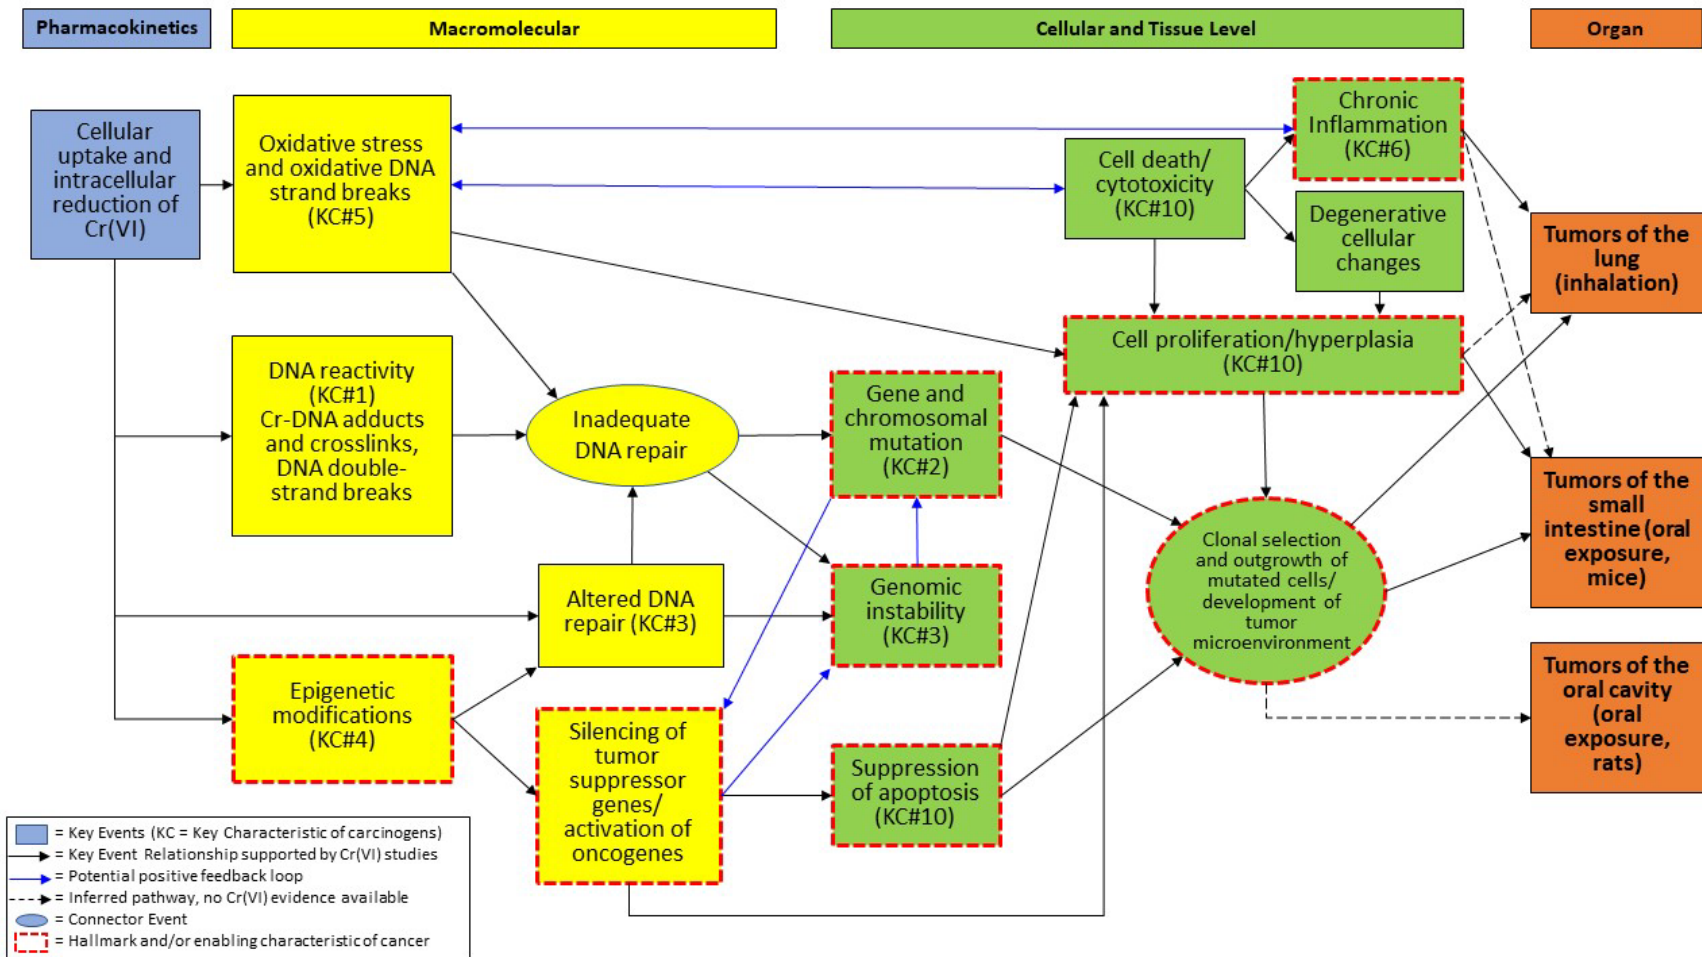 Pharmacokinetics
Macromolecular
Cellular and Tissue Level
Organ
Cellular
uptake and
intracellular
reduction of
Cr(VI)
Oxidative stress
and oxidative DNA
strand breaks
(KC#5)
Cell death/
cytotoxicity
(KC#10)
Chronic
Inflammation
(KC#6)
Degenerative
cellular
changes
Tumors of the
lung
(inhalation)
Cell proliferation/hyperplasia
(KC#10)
DNA reactivity
(KC#1)
Cr-DNA adducts
and crosslinks,
DNA double-
strand breaks
Inadequate
DNA repair
Gene and
chromosomal
mutation
(KC#2)
Tumors of the
small
intestine (oral
exposure,
mice)
Clonal selection
and outgrowth of
mutated cells/
development of
tumor
microenvironment
Altered DNA
repair (KC#3)
Genomic
instability
(KC#3)
Epigenetic
modifications
(KC#4)
Silencing of
tumor
suppressor
genes/
activation of
oncogenes
Suppression
of apoptosis
(KC#10)
Tumors of the
oral cavity
(oral
exposure,
rats)
= Key Events (KC = Key Characteristic of carcinogens)
= Key Event Relationship supported by Cr(VI) studies
= Potential positive feedback loop
= Inferred pathway, no Cr(VI) evidence available
= Connector Event
= Hallmark and/or enabling characteristic of cancer